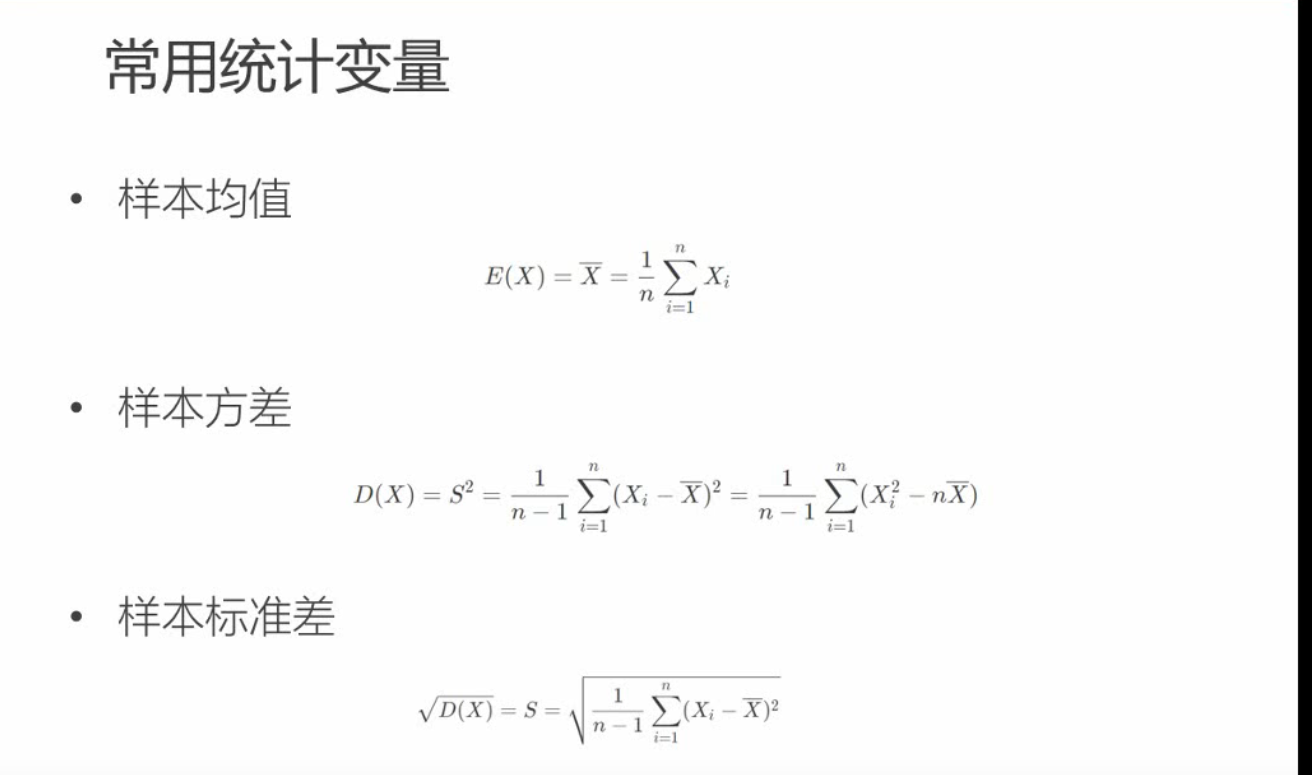 常用统计变量
• 样本均值
$E(X) = \overline{X} = \frac{1}{n} \sum_{i=1}^{n} X_i$
• 样本方差
$D(X) = S^2 = \frac{1}{n-1} \sum_{i=1}^{n} (X_i - \overline{X})^2 = \frac{1}{n-1} \sum_{i=1}^{n} (X_i^2 - n\overline{X})$
• 样本标准差
$\sqrt{D(X)} = S = \sqrt{\frac{1}{n-1} \sum_{i=1}^{n} (X_i - \overline{X})^2}$